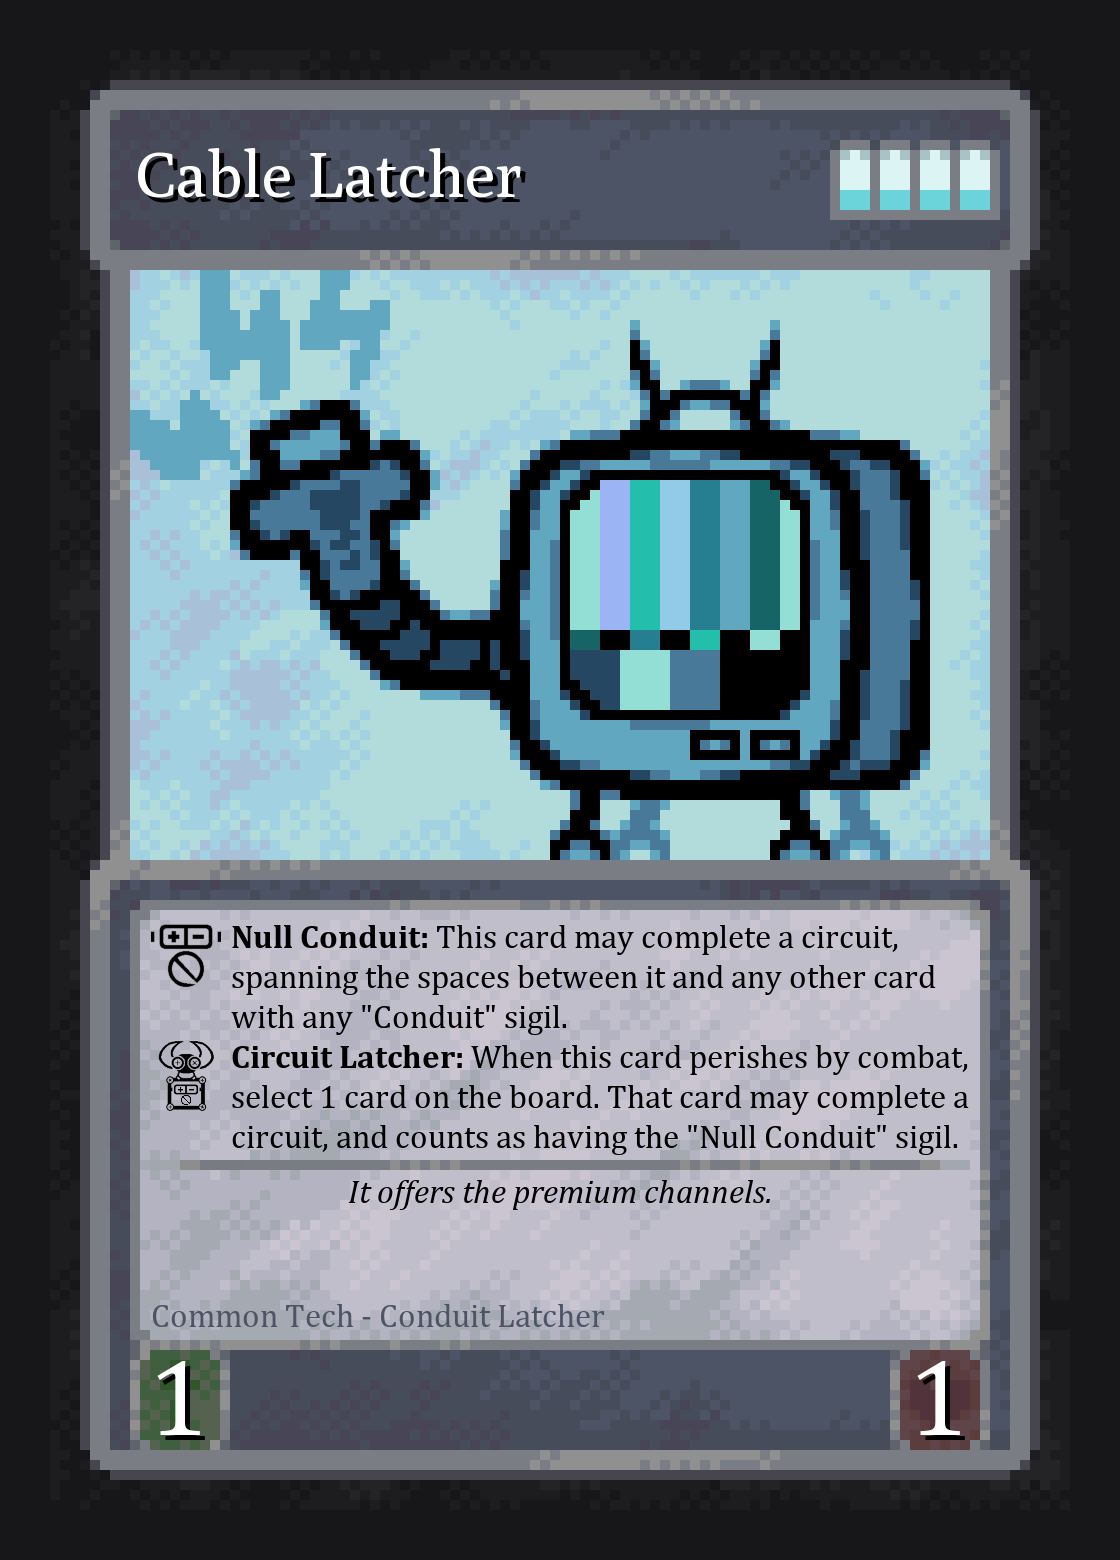 Cable Latcher
Null Conduit: This card may complete a circuit,
spanning the spaces between it and any other card
with any "Conduit" sigil.
Circuit Latcher: When this card perishes by combat,
select 1 card on the board. That card may complete a
circuit, and counts as having the "Null Conduit" sigil.
It offers the premium channels.
Common Tech - Conduit Latcher
1
1